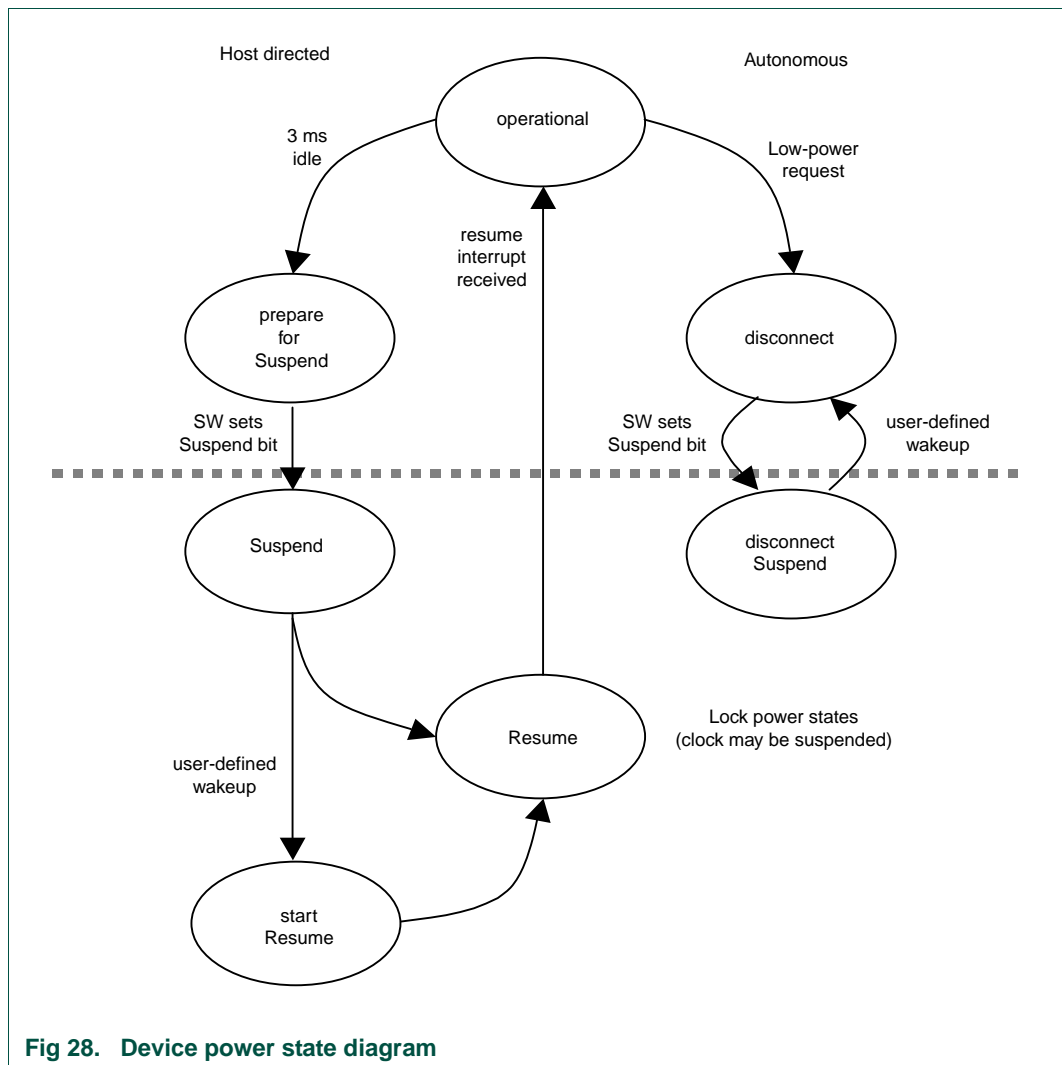 Host directed
Autonomous
operational
3 ms
idle
Low-power
request
resume
interrupt
received
prepare
for
Suspend
disconnect
SW sets
Suspend bit
SW sets
Suspend bit
user-defined
wakeup
Suspend
disconnect
Suspend
Resume
Lock power states
(clock may be suspended)
user-defined
wakeup
start
Resume
Fig 28. Device power state diagram